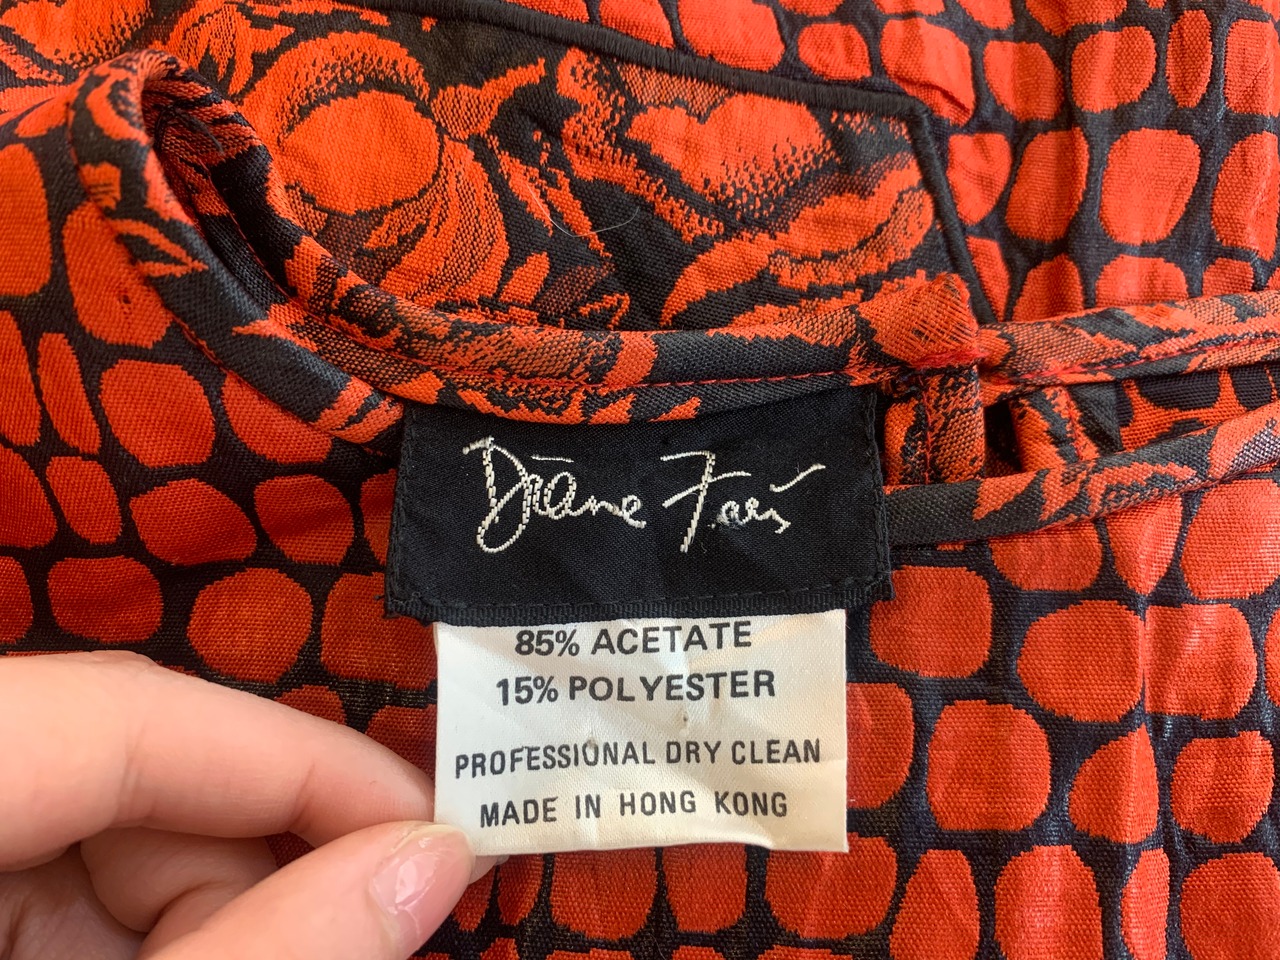 Diane Freis
85% ACETATE
15% POLYESTER
PROFESSIONAL DRY CLEAN
MADE IN HONG KONG